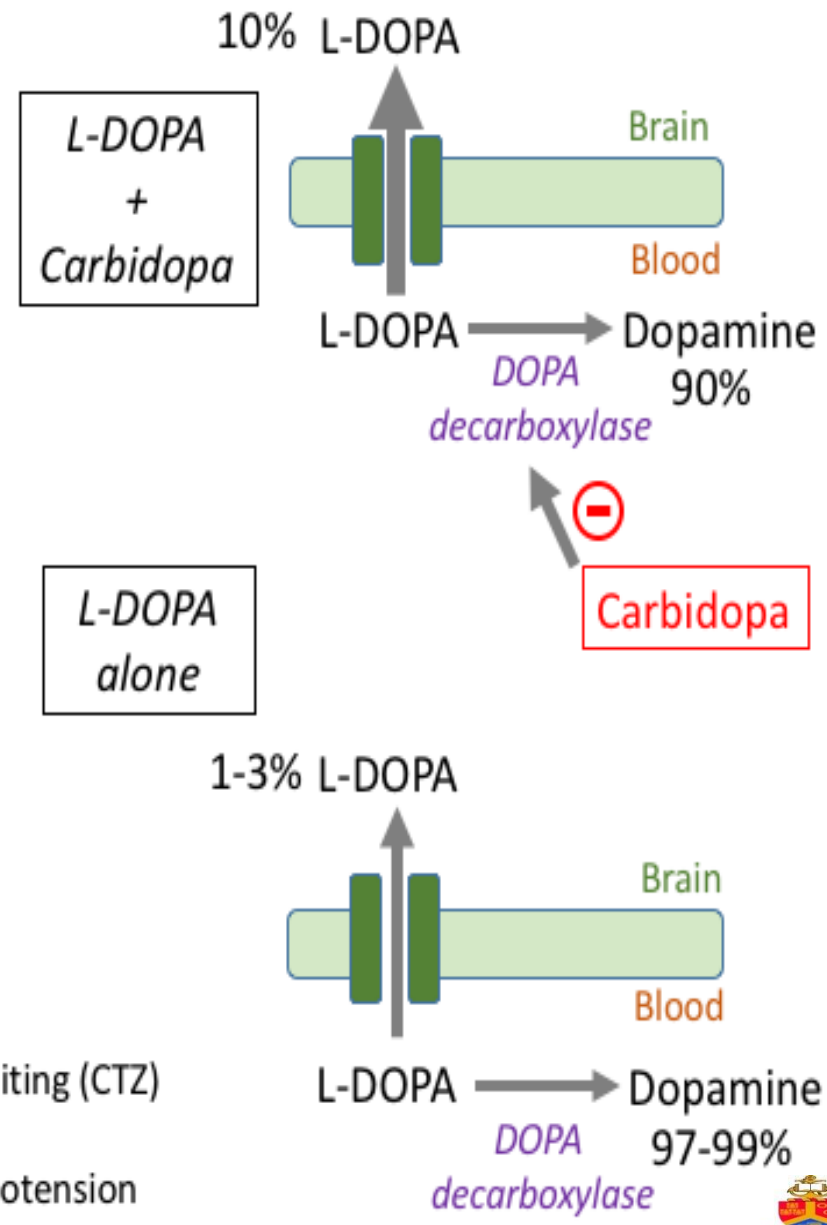 10% L-DOPA
L-DOPA
+
Carbidopa
Brain
Blood
L-DOPA
Dopamine
DOPA
90%
decarboxylase
Carbidopa
L-DOPA
alone
1-3% L-DOPA
Brain
Blood
iting (CTZ)
L-DOPA
Dopamine
DOPA
97-99%
otension
decarboxylase